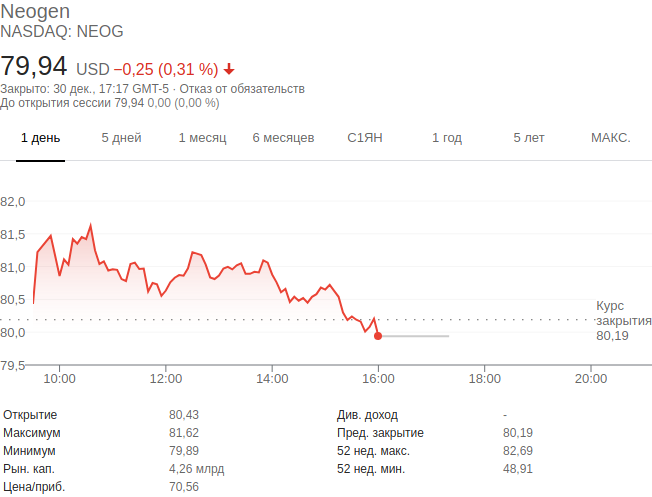 Neogen
NASDAQ: NEOG
79,94 USD −0,25 (0,31 %)
Закрыто: 30 дек., 17:17 GMT-5 · Отказ от обязательств
До открытия сессии 79,94 0,00 (0,00 %)
1 день 5 дней 1 месяц 6 месяцев С1ЯН 1 год 5 лет МАКС.
82,0
81,5
81,0
80,5
80,0
79,5
Курс
закрытия
80,19
10:00 12:00 14:00 16:00 18:00 20:00
Открытие 80,43 Див. доход -
Максимум 81,62 Пред. закрытие 80,19
Минимум 79,89 52 нед. макс. 82,69
Рын. кап. 4,26 млрд 52 нед. мин. 48,91
Цена/приб. 70,56